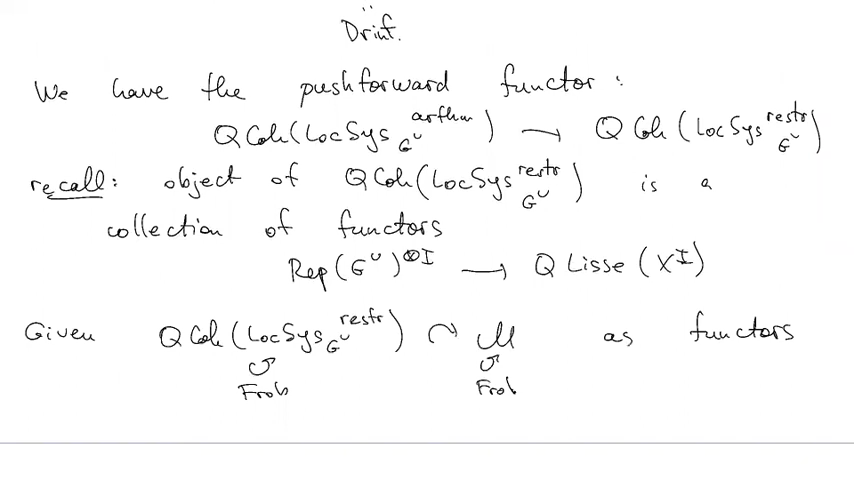 Drinf.
We have the pushforward functor:
QCoh(LocSys_{G^∨}^{arthm}) → QCoh(LocSys_{G^∨}^{restr})
recall: object of QCoh(LocSys_{G^∨}^{restr}) is a
collection of functors
Rep(G^∨)^{⊗I} → QLisse(X^I)
Given QCoh(LocSys_{G^∨}^{restr}) ↷ M as functors
Frob Frob